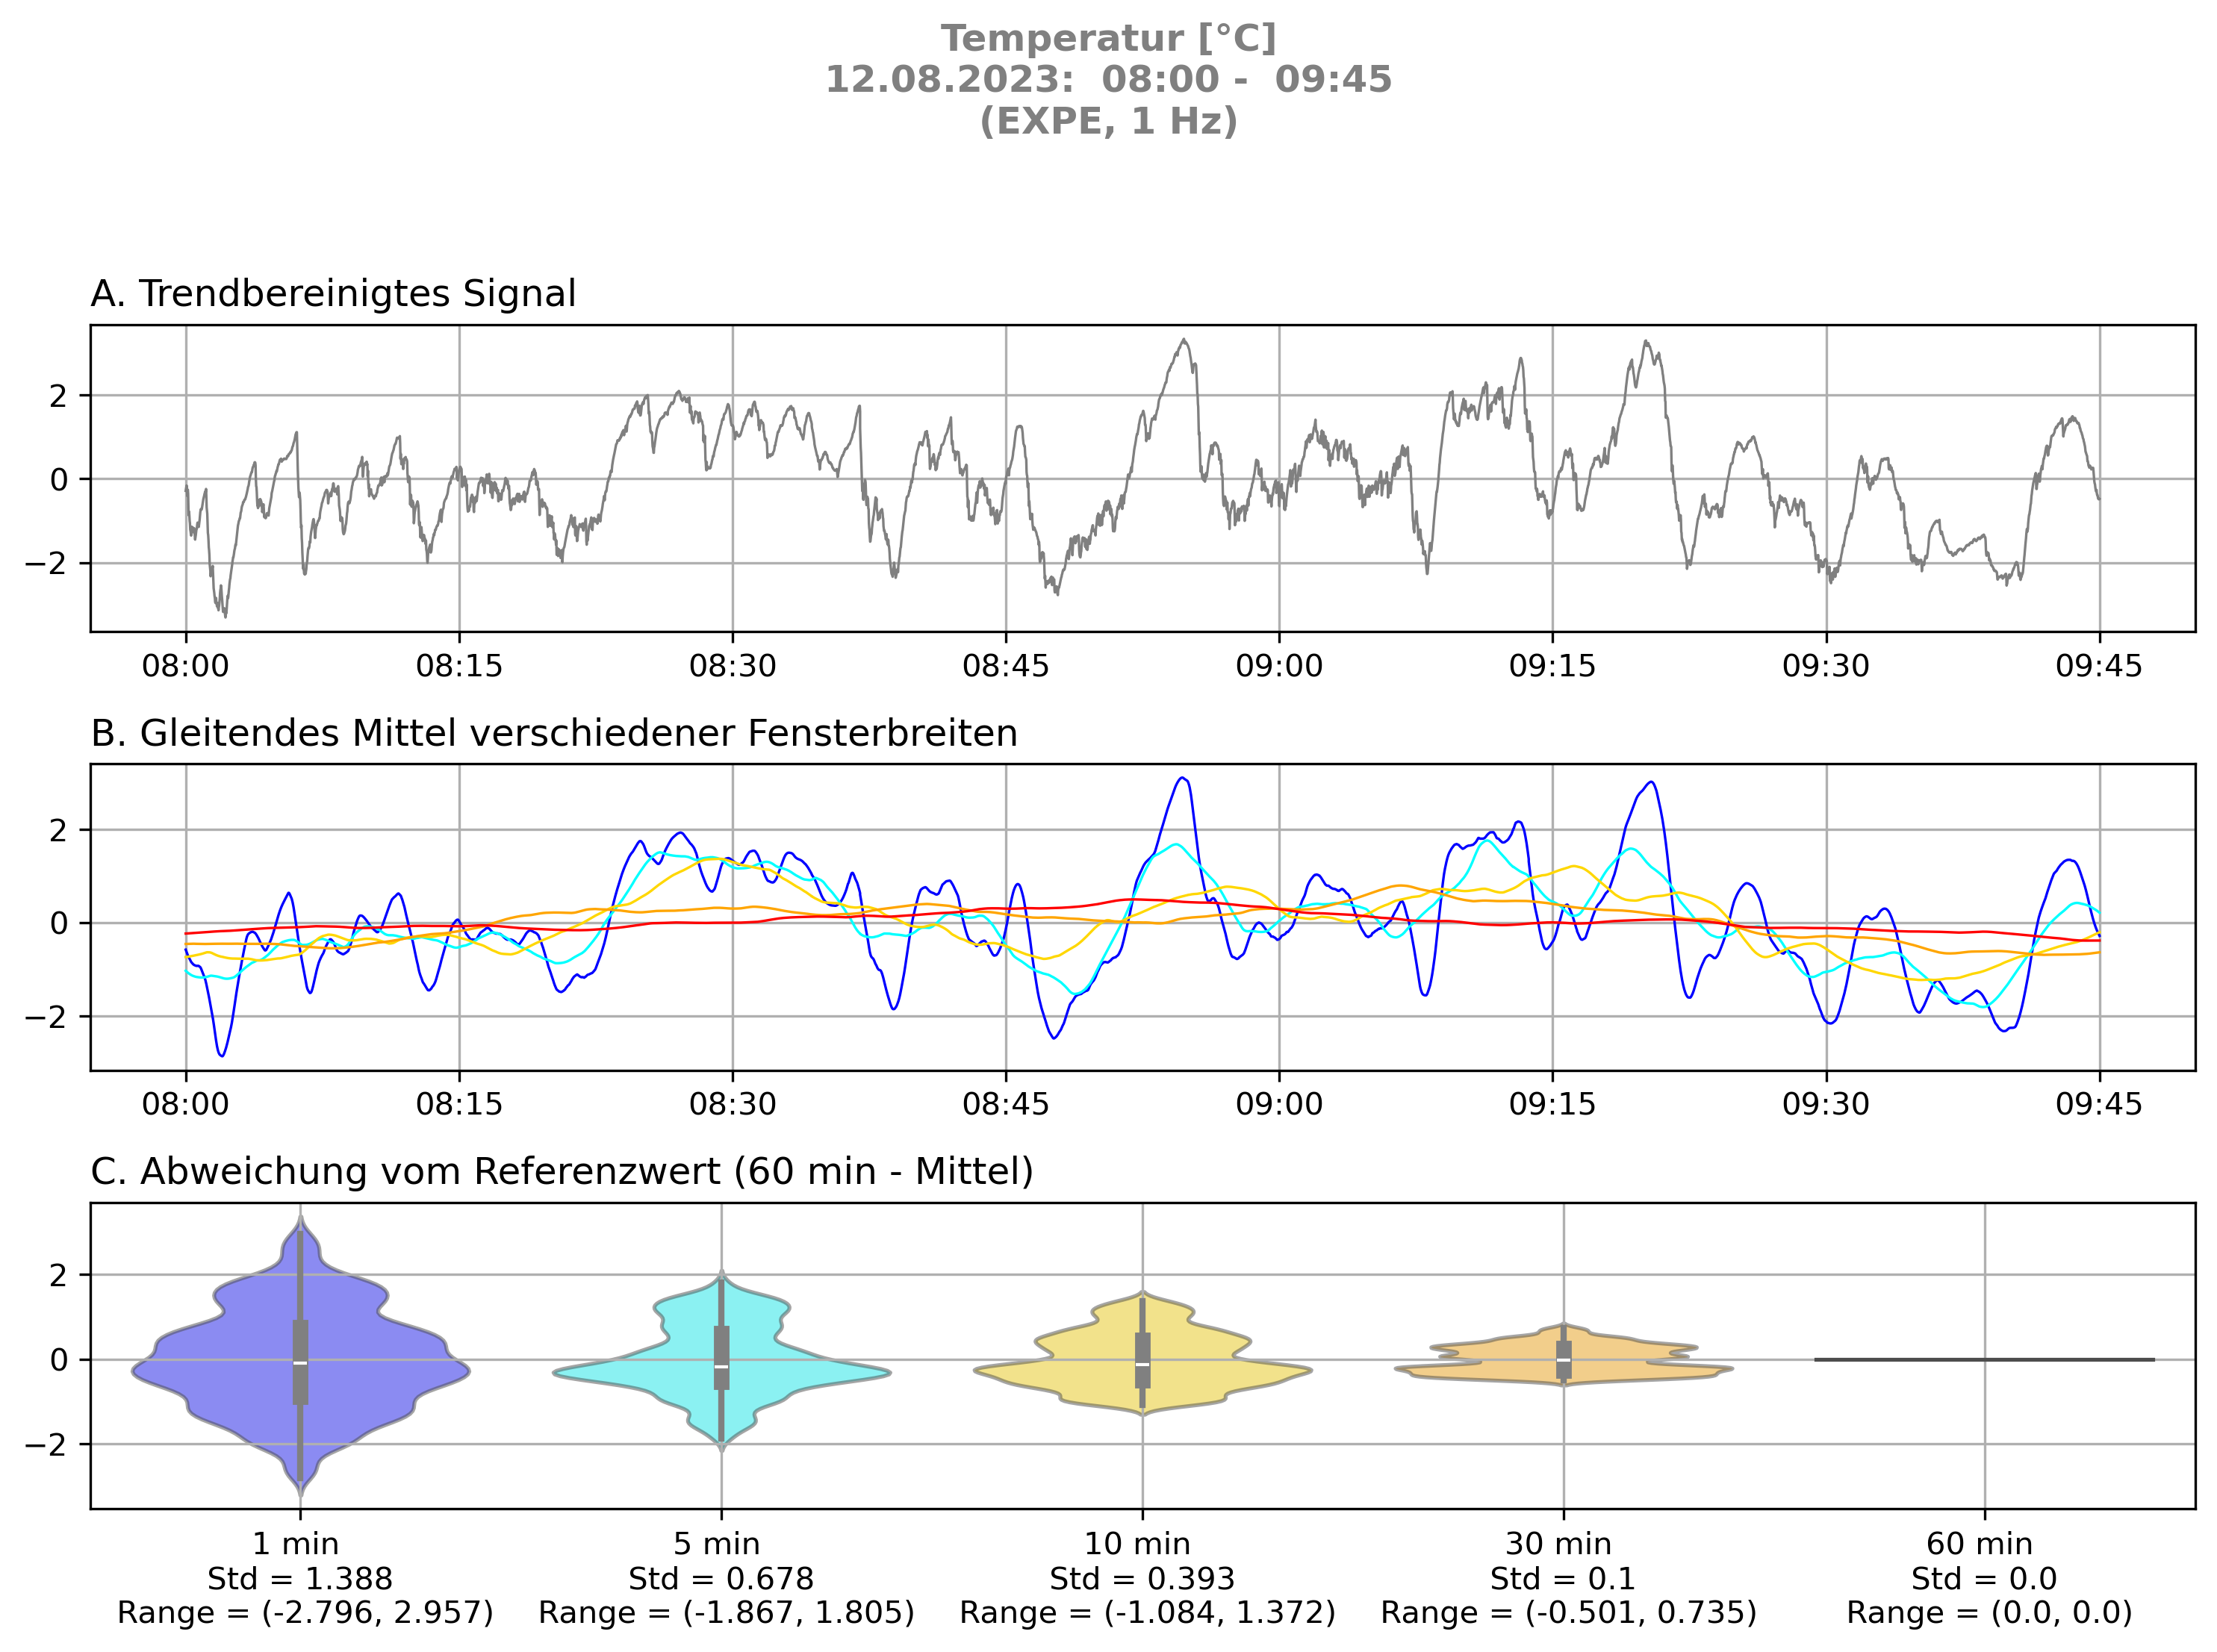 Temperatur [°C]
12.08.2023:  08:00 -  09:45
(EXPE, 1 Hz)
A. Trendbereinigtes Signal
2
0
−2
08:00 08:15 08:30 08:45 09:00 09:15 09:30 09:45
B. Gleitendes Mittel verschiedener Fensterbreiten
2
0
−2
08:00 08:15 08:30 08:45 09:00 09:15 09:30 09:45
C. Abweichung vom Referenzwert (60 min - Mittel)
2
0
−2
1 min 5 min 10 min 30 min 60 min
Std = 1.388 Std = 0.678 Std = 0.393 Std = 0.1 Std = 0.0
Range = (-2.796, 2.957) Range = (-1.867, 1.805) Range = (-1.084, 1.372) Range = (-0.501, 0.735) Range = (0.0, 0.0)